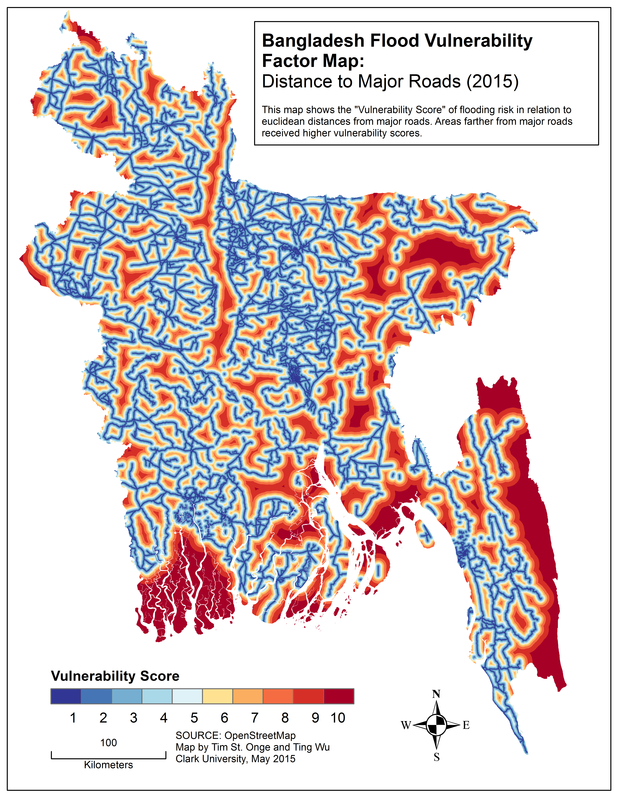 Bangladesh Flood Vulnerability
Factor Map:
Distance to Major Roads (2015)
This map shows the "Vulnerability Score" of flooding risk in relation to
euclidean distances from major roads. Areas farther from major roads
received higher vulnerability scores.
Vulnerability Score
1 2 3 4 5 6 7 8 9 10
100
Kilometers
SOURCE: OpenStreetMap
Map by Tim St. Onge and Ting Wu
Clark University, May 2015
N
W E
S